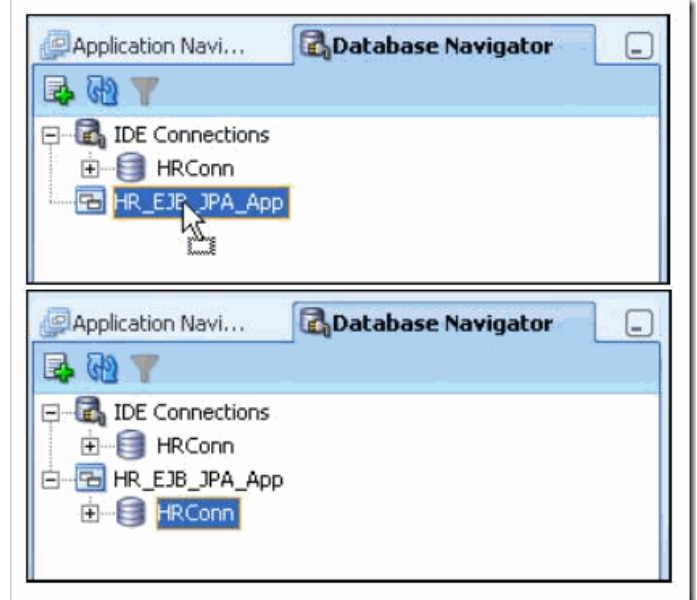 Application Navi... Database Navigator
IDE Connections
HRConn
HR_EJB_JPA_App
Application Navi... Database Navigator
IDE Connections
HRConn
HR_EJB_JPA_App
HRConn